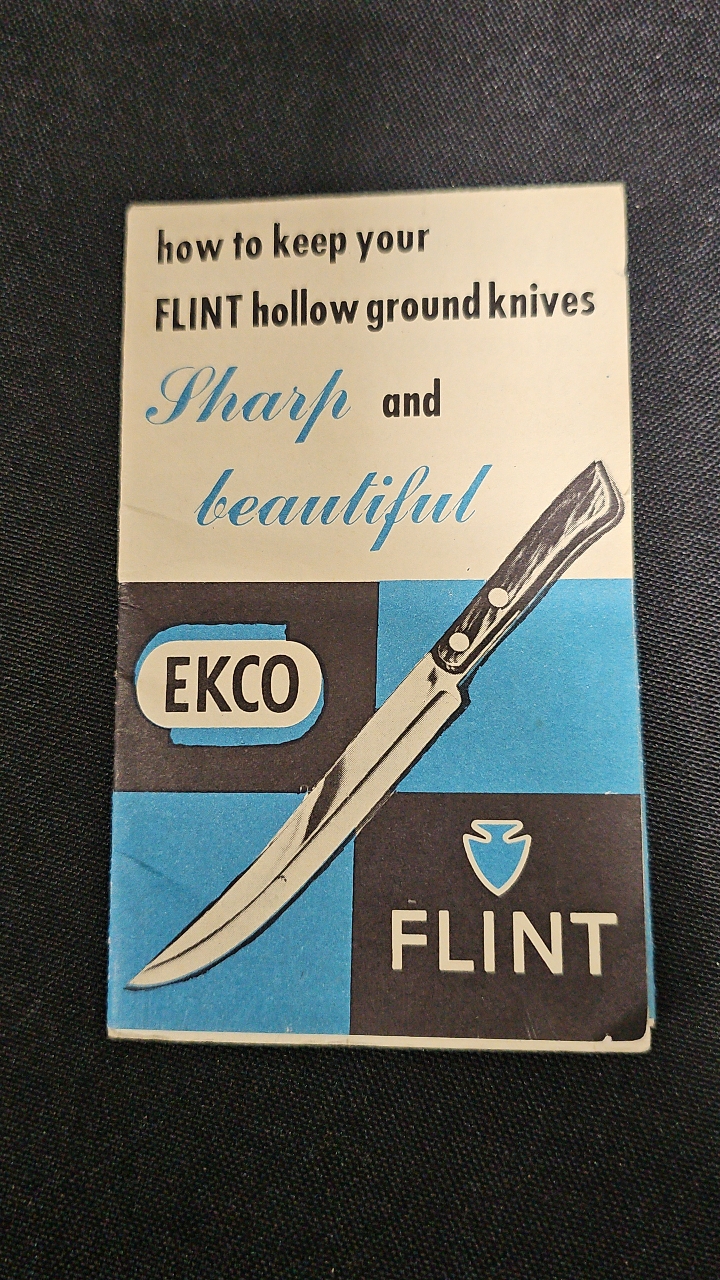 how to keep your
FLINT hollow ground knives
Sharp and
beautiful
EKCO
FLINT